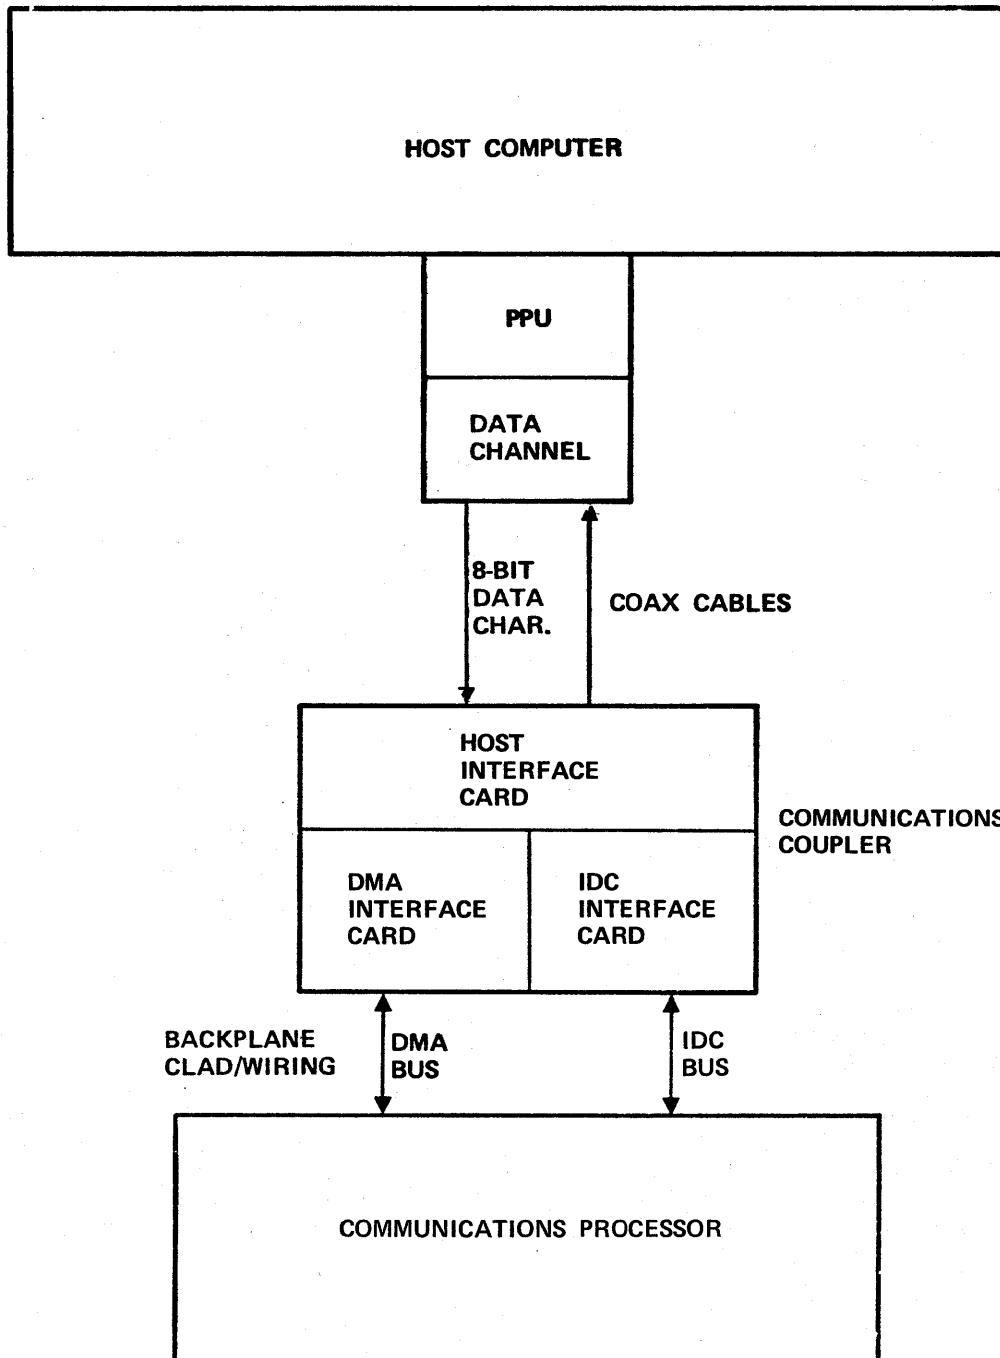 HOST COMPUTER
PPU
DATA
CHANNEL
8-BIT
DATA
CHAR.
COAX CABLES
HOST
INTERFACE
CARD
COMMUNICATIONS
COUPLER
DMA
INTERFACE
CARD
IDC
INTERFACE
CARD
BACKPLANE
CLAD/WIRING
DMA
BUS
IDC
BUS
COMMUNICATIONS PROCESSOR